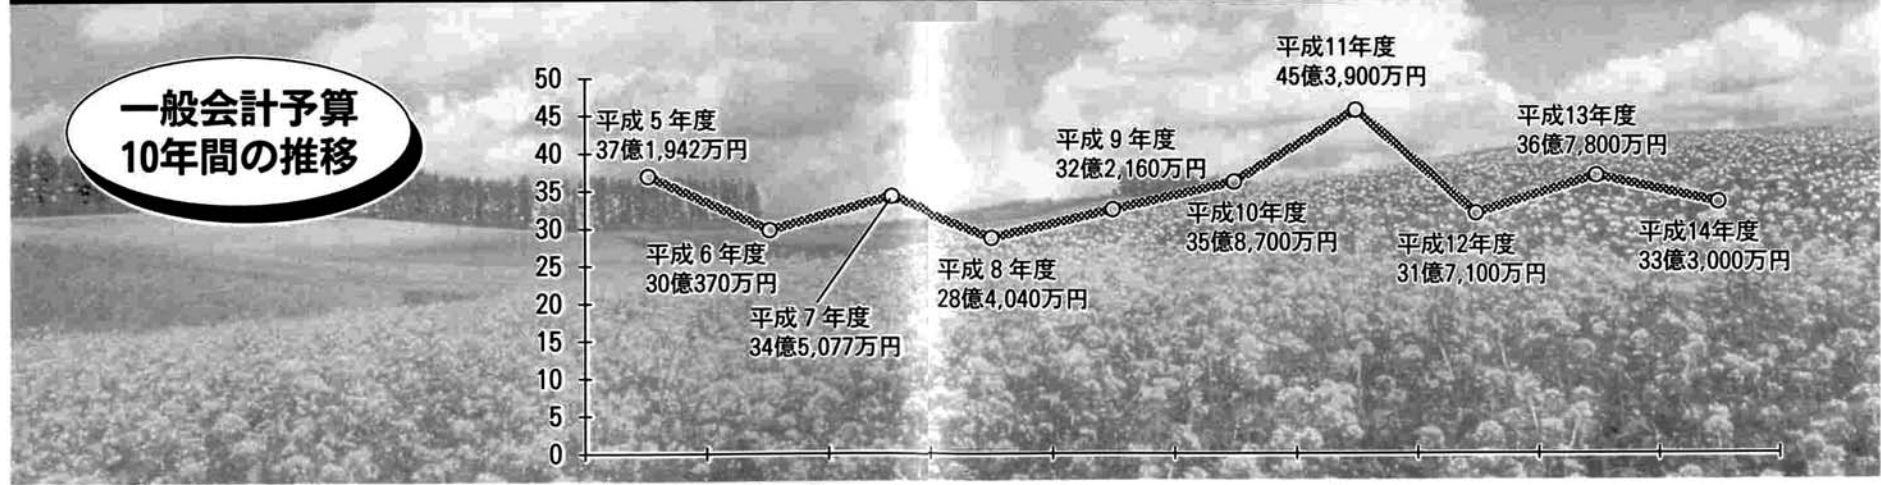 一般会計予算
10年間の推移
50
45
40
35
30
25
20
15
10
5
0
平成5年度
37億1,942万円
平成6年度
30億370万円
平成7年度
34億5,077万円
平成8年度
28億4,040万円
平成9年度
32億2,160万円
平成10年度
35億8,700万円
平成11年度
45億3,900万円
平成12年度
31億7,100万円
平成13年度
36億7,800万円
平成14年度
33億3,000万円